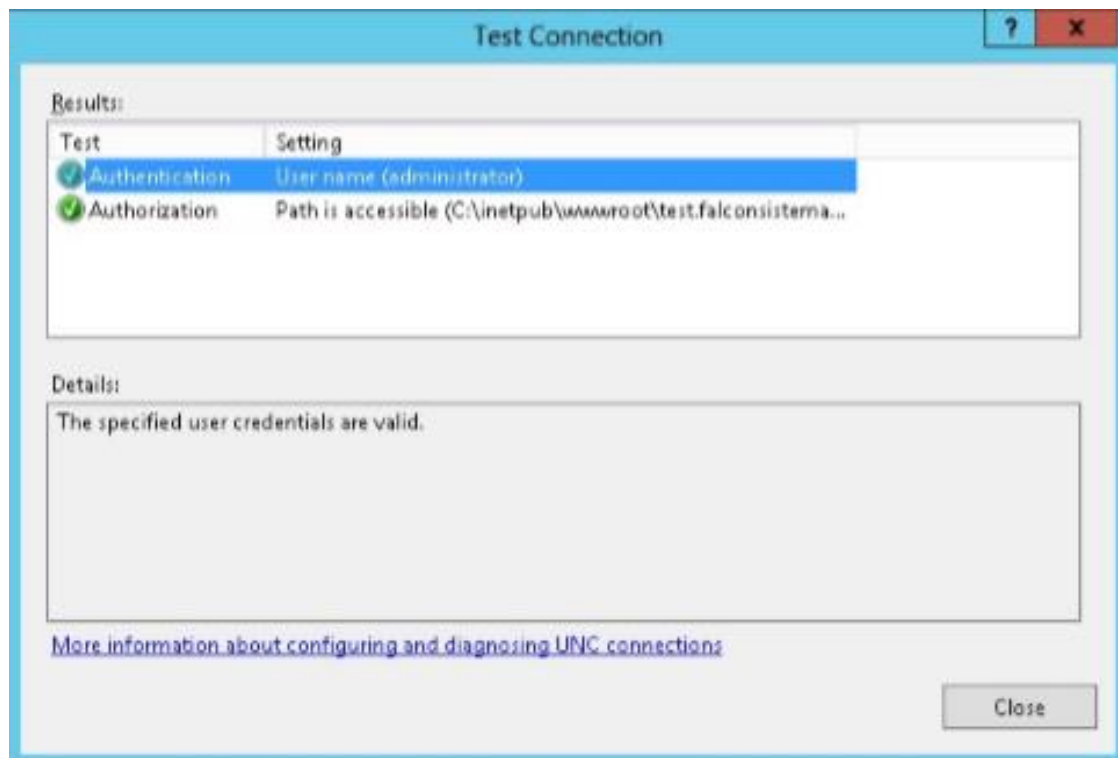 Test Connection
?
x
Results:
Test Setting
Authentication User name (administrator)
Authorization Path is accessible (C:\inetpub\wwwroot\test.falconsistema...
Details:
The specified user credentials are valid.
More information about configuring and diagnosing UNC connections
Close